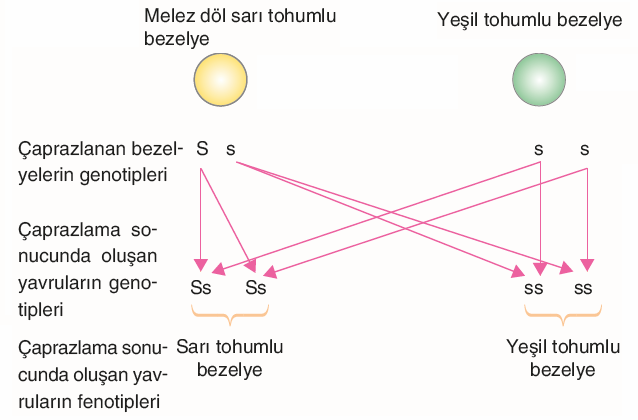 Melez döl sarı tohumlu
bezelye
Yeşil tohumlu bezelye
Çaprazlanan bezel-
yelerin genotipleri
S s
s s
Çaprazlama so-
nucunda oluşan
yavruların geno-
tipleri
Ss Ss
ss ss
Çaprazlama sonu-
cunda oluşan yav-
ruların fenotipleri
Sarı tohumlu
bezelye
Yeşil tohumlu
bezelye